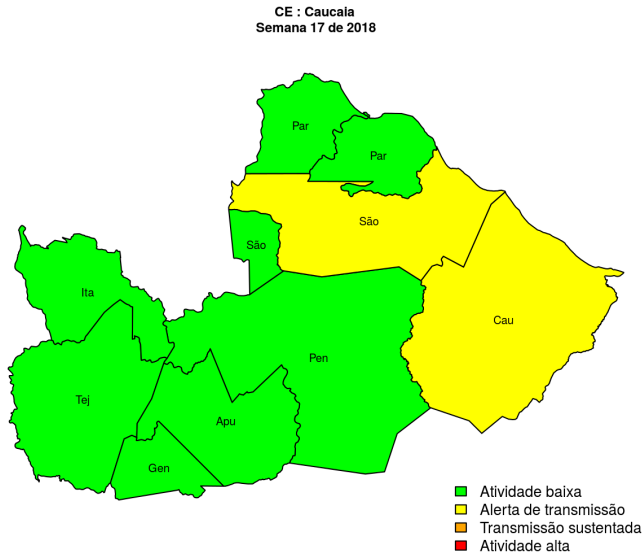 CE : Caucaia
Semana 17 de 2018
Par
Par
São
São
Ita
Cau
Pen
Tej
Apu
Gen
Atividade baixa
Alerta de transmissão
Transmissão sustentada
Atividade alta